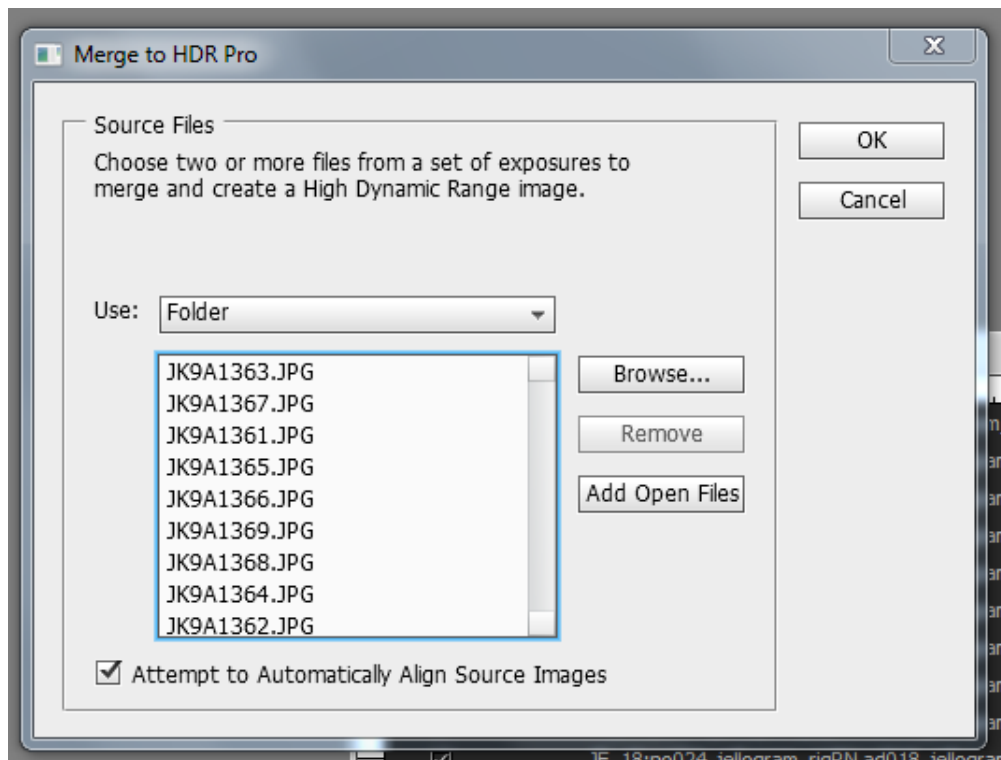 Merge to HDR Pro
Source Files
Choose two or more files from a set of exposures to
merge and create a High Dynamic Range image.
OK
Cancel
Use:
Folder
JK9A1363.JPG
JK9A1367.JPG
JK9A1361.JPG
JK9A1365.JPG
JK9A1366.JPG
JK9A1369.JPG
JK9A1368.JPG
JK9A1364.JPG
JK9A1362.JPG
Browse...
Remove
Add Open Files
Attempt to Automatically Align Source Images